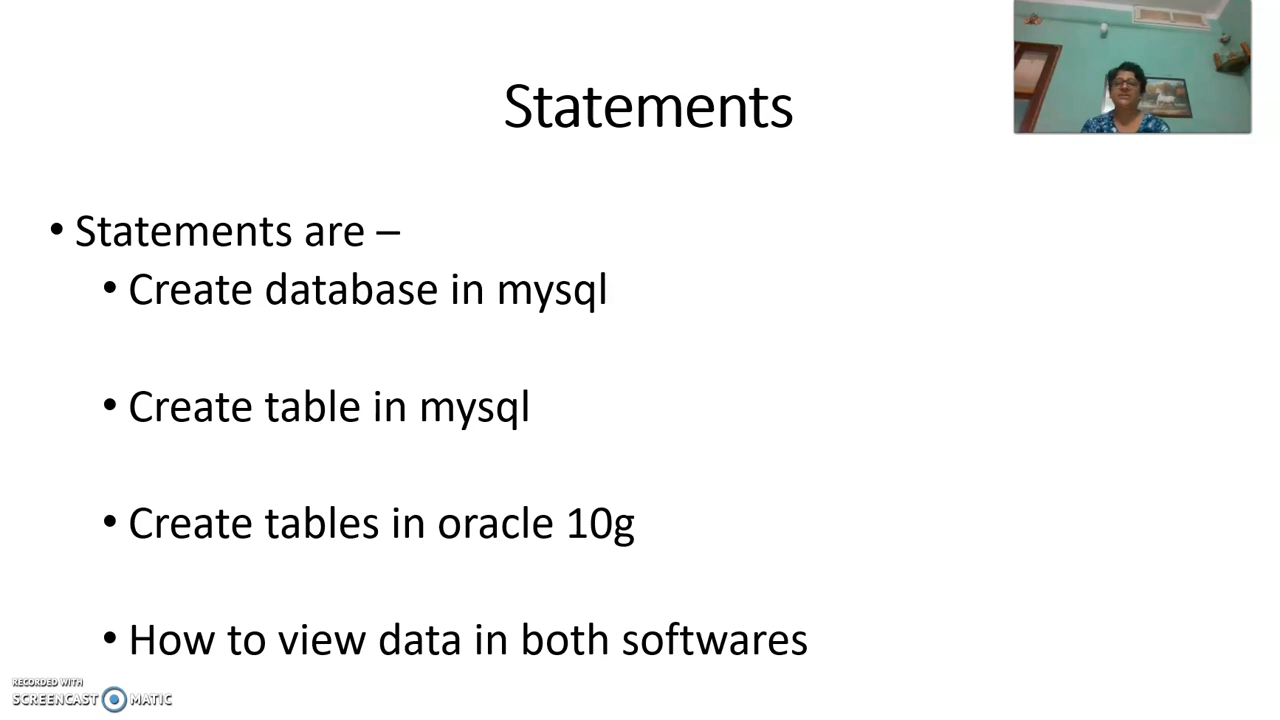 Statements
• Statements are –
• Create database in mysql
• Create table in mysql
• Create tables in oracle 10g
• How to view data in both softwares
RECORDED WITH
SCREENCAST MATIC